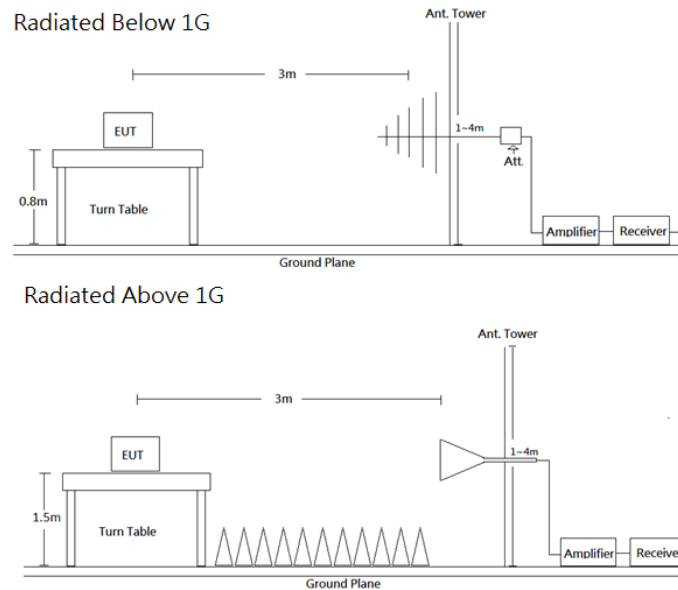 Radiated Below 1G
Ant. Tower
3m
EUT
1~4m
Att.
0.8m
Turn Table
Amplifier
Receiver
Ground Plane
Radiated Above 1G
Ant. Tower
3m
EUT
1~4m
1.5m
Turn Table
Amplifier
Receive
Ground Plane